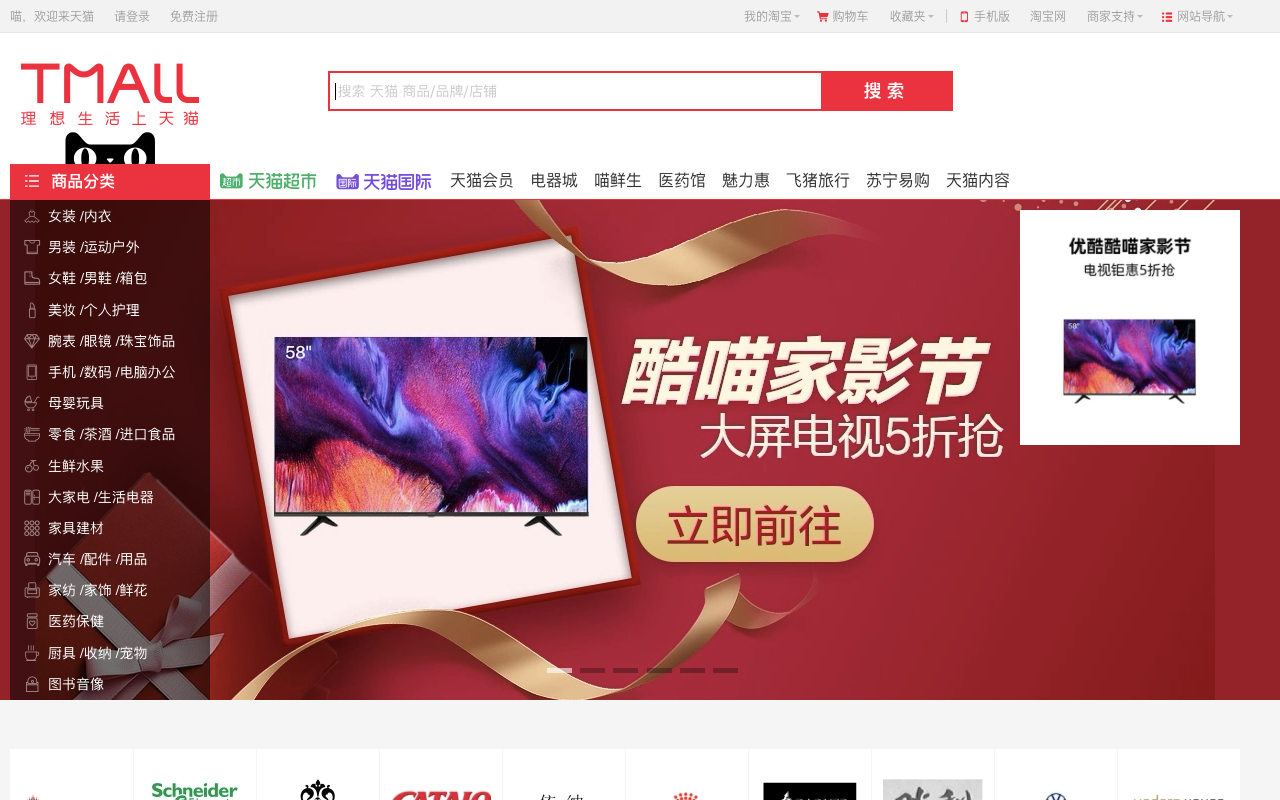 喵，欢迎来天猫 请登录 免费注册 我的淘宝 购物车 收藏夹 手机版 淘宝网 商家支持 网站导航
TMALL
理想生活上天猫
搜索 天猫 商品/品牌/店铺
搜索
商品分类
超市 天猫超市 国际 天猫国际 天猫会员 电器城 喵鲜生 医药馆 魅力惠 飞猪旅行 苏宁易购 天猫内容
女装 /内衣
男装 /运动户外
女鞋 /男鞋 /箱包
美妆 /个人护理
腕表 /眼镜 /珠宝饰品
手机 /数码 /电脑办公
母婴玩具
零食 /茶酒 /进口食品
生鲜水果
大家电 /生活电器
家具建材
汽车 /配件 /用品
家纺 /家饰 /鲜花
医药保健
厨具 /收纳 /宠物
图书音像
58"
酷喵家影节
大屏电视5折抢
立即前往
优酷酷喵家影节
电视钜惠5折抢
58"
Schneider